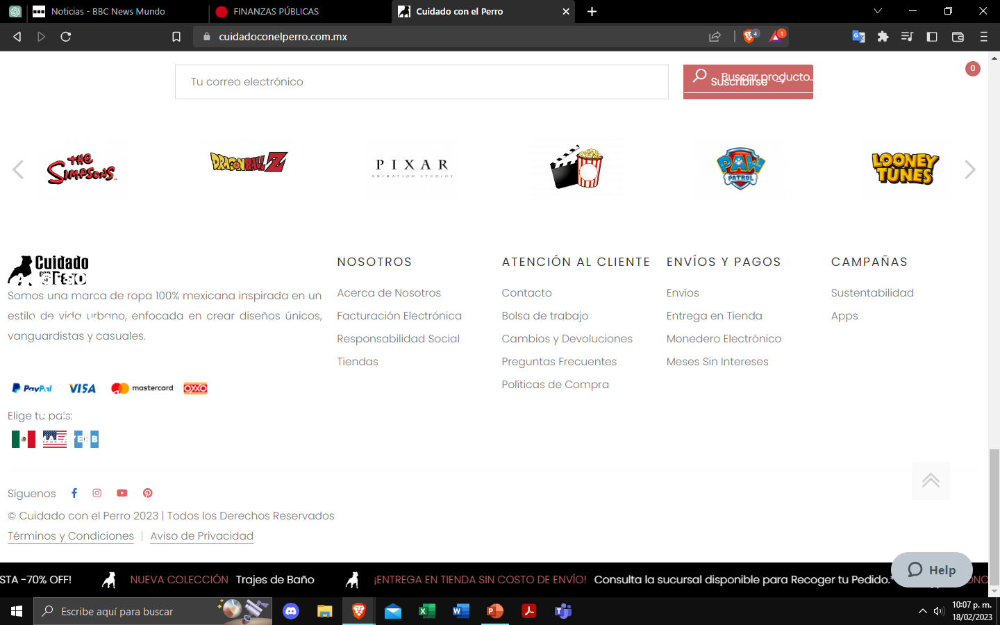 Noticias - BBC News Mundo
FINANZAS PÚBLICAS
Cuidado con el Perro
cuidadoconelperro.com.mx
4
1
Tu correo electrónico
Buscar producto...
Suscribirse →
0
THE SIMPSONS
DRAGONBALL Z
PIXAR
ANIMATION STUDIOS
PAW PATROL
LOONEY TUNES
Cuidado con el Perro
Somos una marca de ropa 100% mexicana inspirada en un
estilo de vida urbano, enfocada en crear diseños únicos,
vanguardistas y casuales.
PayPal VISA mastercard OXXO
Elige tu país:
NOSOTROS
Acerca de Nosotros
Facturación Electrónica
Responsabilidad Social
Tiendas
ATENCIÓN AL CLIENTE
Contacto
Bolsa de trabajo
Cambios y Devoluciones
Preguntas Frecuentes
Políticas de Compra
ENVÍOS Y PAGOS
Envíos
Entrega en Tienda
Monedero Electrónico
Meses Sin Intereses
CAMPAÑAS
Sustentabilidad
Apps
Síguenos
© Cuidado con el Perro 2023 | Todos los Derechos Reservados
Términos y Condiciones | Aviso de Privacidad
STA -70% OFF! NUEVA COLECCIÓN Trajes de Baño ¡ENTREGA EN TIENDA SIN COSTO DE ENVÍO! Consulta la sucursal disponible para Recoger tu Pedido.*
Help
Escribe aquí para buscar
10:07 p. m.
18/02/2023